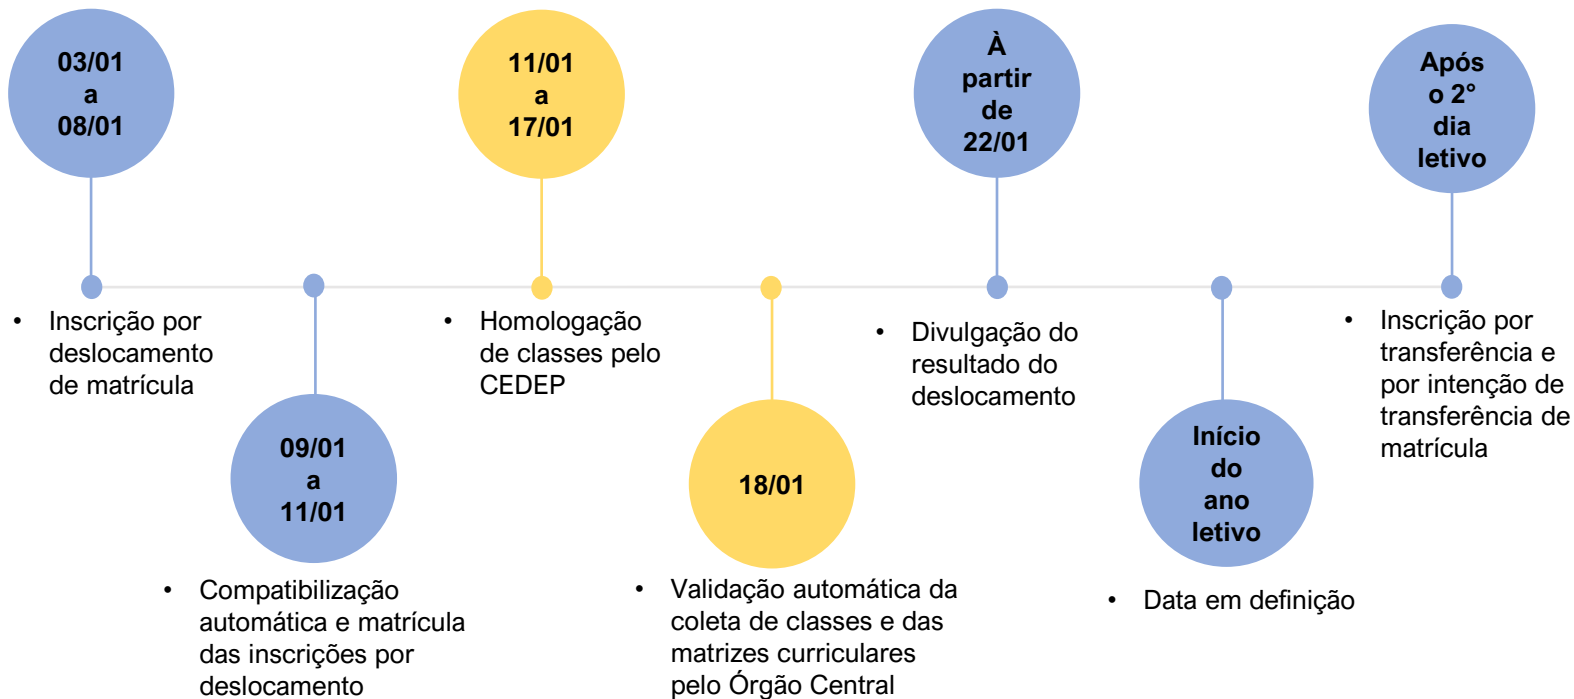 03/01
a
08/01
• Inscrição por
deslocamento
de matrícula
09/01
a
11/01
• Compatibilização
automática e matrícula
das inscrições por
deslocamento
11/01
a
17/01
• Homologação
de classes pelo
CEDEP
18/01
• Validação automática da
coleta de classes e das
matrizes curriculares
pelo Órgão Central
À
partir
de
22/01
• Divulgação do
resultado do
deslocamento
Início
do
ano
letivo
• Data em definição
Após
o 2°
dia
letivo
• Inscrição por
transferência e
por intenção de
transferência de
matrícula